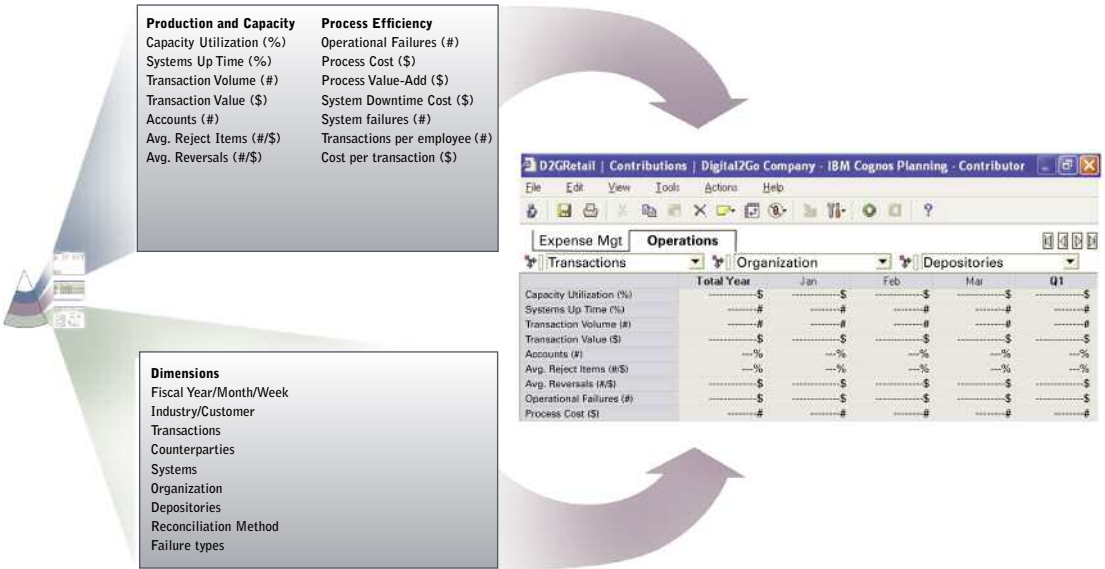 Production and Capacity
Capacity Utilization (%)
Systems Up Time (%)
Transaction Volume (#)
Transaction Value ($)
Accounts (#)
Avg. Reject Items (#/$)
Avg. Reversals (#/$)
Process Efficiency
Operational Failures (#)
Process Cost ($)
Process Value-Add ($)
System Downtime Cost ($)
System failures (#)
Transactions per employee (#)
Cost per transaction ($)
D2GRetail | Contributions | Digital2Go Company - IBM Cognos Planning - Contributor
File Edit View Tools Actions Help
Expense Mgt Operations
Transactions Organization Depositories
Total Year Jan Feb Mar Q1
Capacity Utilization (%) -----------$ -----------$ -----------$ -----------$ -----------$
Systems Up Time (%) --------# --------# --------# --------# --------#
Transaction Volume (#) --------# --------# --------# --------# --------#
Transaction Value ($) -----------$ -----------$ -----------$ -----------$ -----------$
Accounts (#) ---% ---% ---% ---% ---%
Avg. Reject Items (#/$) ---% ---% ---% ---% ---%
Avg. Reversals (#/$) -----------$ -----------$ -----------$ -----------$ -----------$
Operational Failures (#) -----------$ -----------$ -----------$ -----------$ -----------$
Process Cost ($) --------# --------# --------# --------# --------#
Dimensions
Fiscal Year/Month/Week
Industry/Customer
Transactions
Counterparties
Systems
Organization
Depositories
Reconciliation Method
Failure types